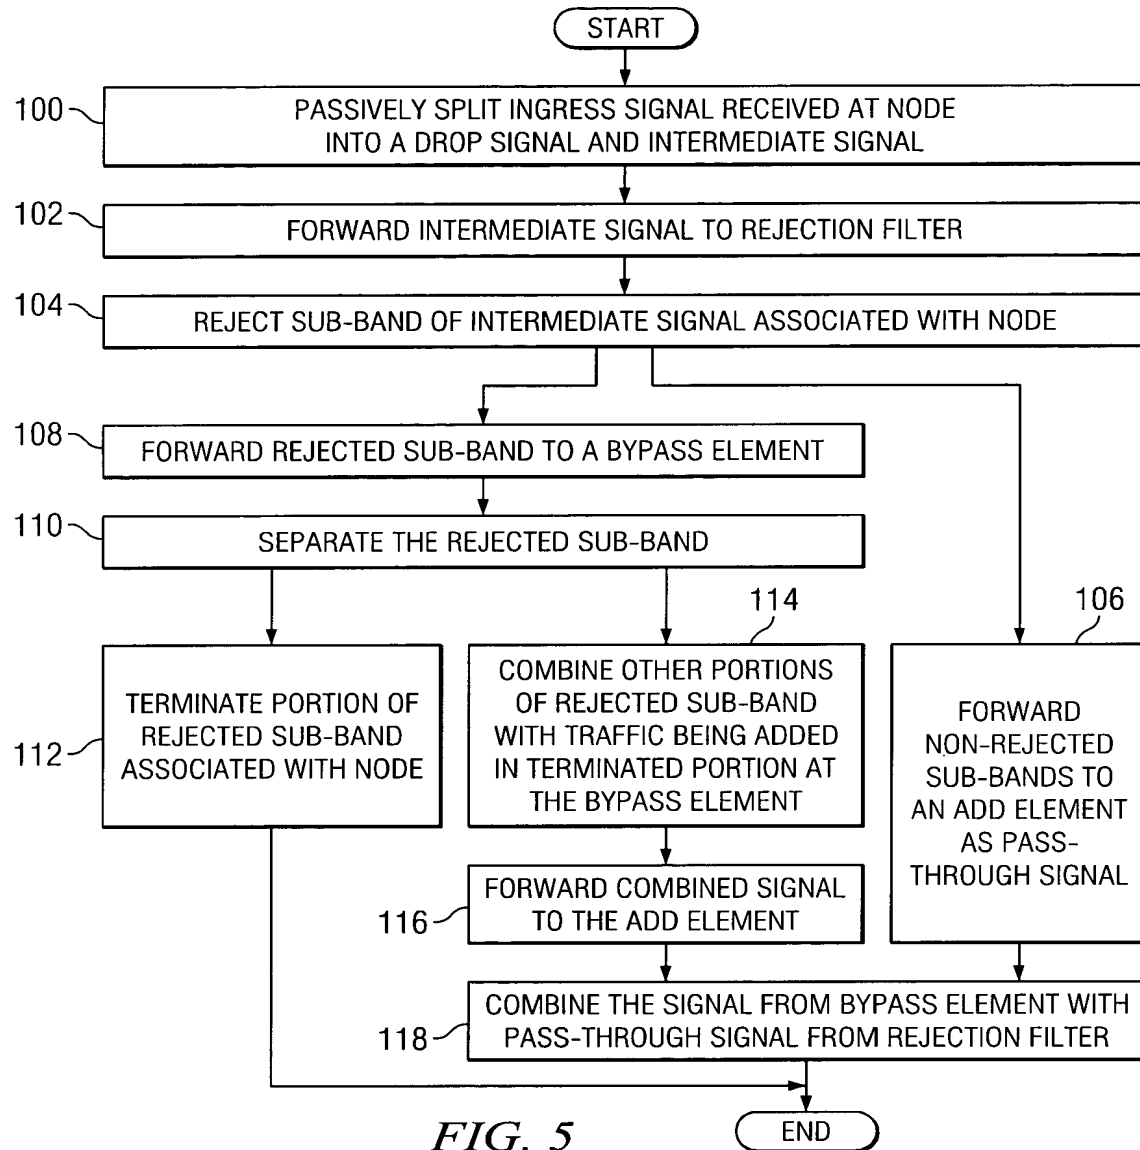 START
100
PASSIVELY SPLIT INGRESS SIGNAL RECEIVED AT NODE
INTO A DROP SIGNAL AND INTERMEDIATE SIGNAL
102
FORWARD INTERMEDIATE SIGNAL TO REJECTION FILTER
104
REJECT SUB-BAND OF INTERMEDIATE SIGNAL ASSOCIATED WITH NODE
108
FORWARD REJECTED SUB-BAND TO A BYPASS ELEMENT
110
SEPARATE THE REJECTED SUB-BAND
112
TERMINATE PORTION OF
REJECTED SUB-BAND
ASSOCIATED WITH NODE
114
COMBINE OTHER PORTIONS
OF REJECTED SUB-BAND
WITH TRAFFIC BEING ADDED
IN TERMINATED PORTION AT
THE BYPASS ELEMENT
106
FORWARD
NON-REJECTED
SUB-BANDS TO
AN ADD ELEMENT
AS PASS-
THROUGH SIGNAL
116
FORWARD COMBINED SIGNAL
TO THE ADD ELEMENT
118
COMBINE THE SIGNAL FROM BYPASS ELEMENT WITH
PASS-THROUGH SIGNAL FROM REJECTION FILTER
END
FIG. 5